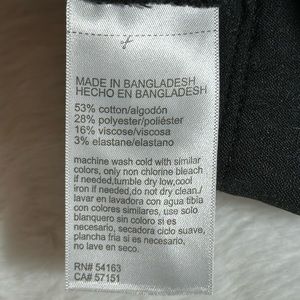 MADE IN BANGLADESH
HECHO EN BANGLADESH
53% cotton/algodón
28% polyester/poliéster
16% viscose/viscosa
3% elastane/elastano
machine wash cold with similar
colors, only non chlorine bleach
if needed,tumble dry low,cool
iron if needed,do not dry clean./
lavar en lavadora con agua tibia
con colores similares, use solo
blanquero sin coloro si es
necesario, secadora ciclo suave,
plancha fria si es necesario,
no lave en seco.
RN# 54163
CA# 57151